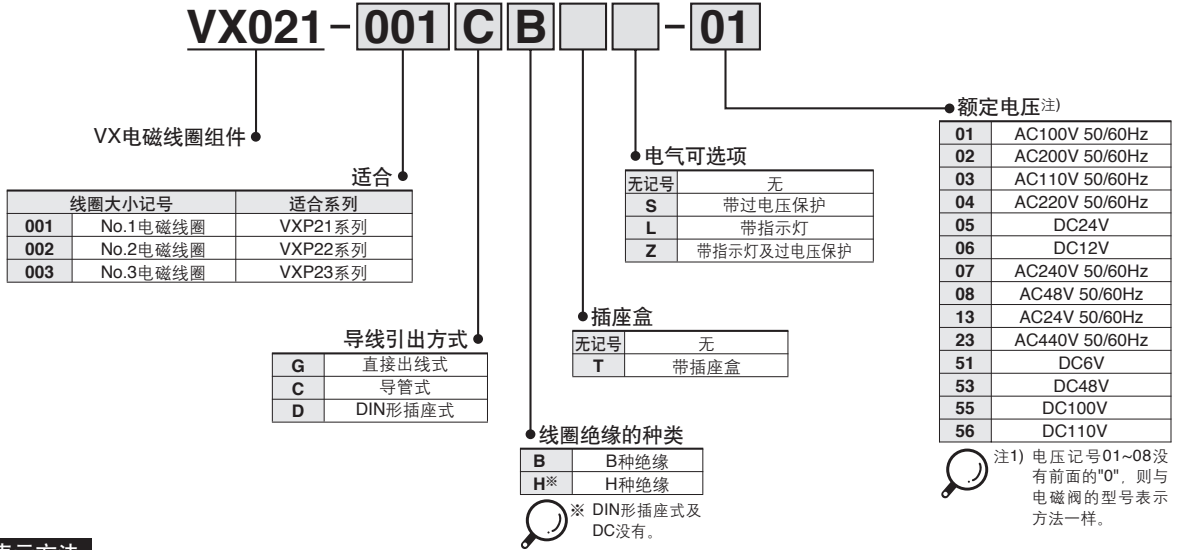 VX021-001CB□□-01
VX电磁线圈组件
适合
线圈大小记号 适合系列
001 No.1电磁线圈 VXP21系列
002 No.2电磁线圈 VXP22系列
003 No.3电磁线圈 VXP23系列
导线引出方式
G 直接出线式
C 导管式
D DIN形插座式
线圈绝缘的种类
B B种绝缘
H※ H种绝缘
※ DIN形插座式及
DC没有。
插座盒
无记号 无
T 带插座盒
电气可选项
无记号 无
S 带过电压保护
L 带指示灯
Z 带指示灯及过电压保护
额定电压注)
01 AC100V 50/60Hz
02 AC200V 50/60Hz
03 AC110V 50/60Hz
04 AC220V 50/60Hz
05 DC24V
06 DC12V
07 AC240V 50/60Hz
08 AC48V 50/60Hz
13 AC24V 50/60Hz
23 AC440V 50/60Hz
51 DC6V
53 DC48V
55 DC100V
56 DC110V
注1) 电压记号01~08没
有前面的"0"，则与
电磁阀的型号表示
方法一样。